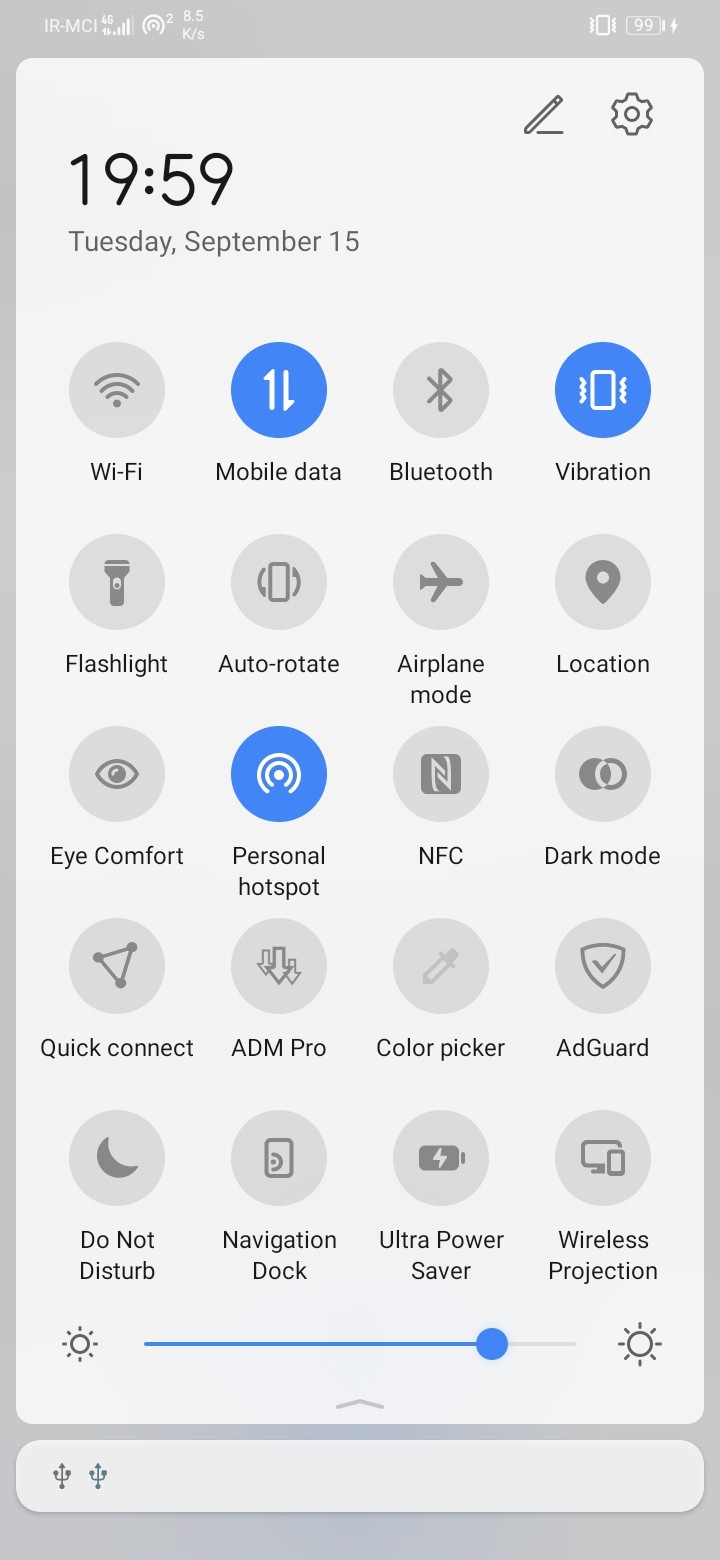 IR-MCI 4G 2 8.5 K/s 99
19:59
Tuesday, September 15
Wi-Fi Mobile data Bluetooth Vibration
Flashlight Auto-rotate Airplane mode Location
Eye Comfort Personal hotspot NFC Dark mode
Quick connect ADM Pro Color picker AdGuard
Do Not Disturb Navigation Dock Ultra Power Saver Wireless Projection